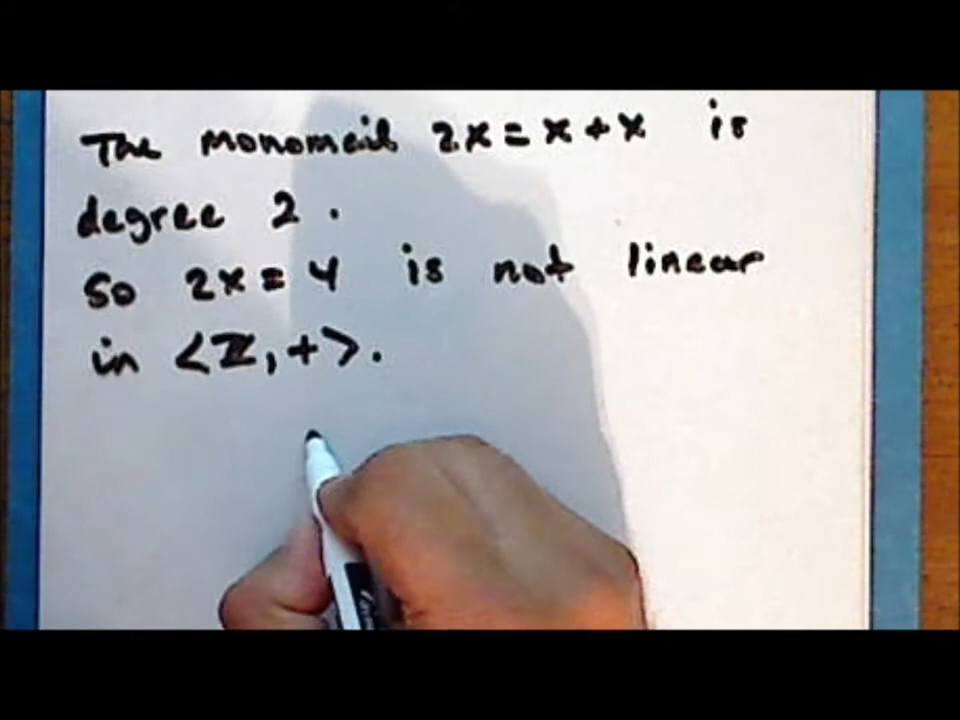 The monomeil 2x = x + x is
degree 2.
So 2x = 4 is not linear
in <ℤ, +>.